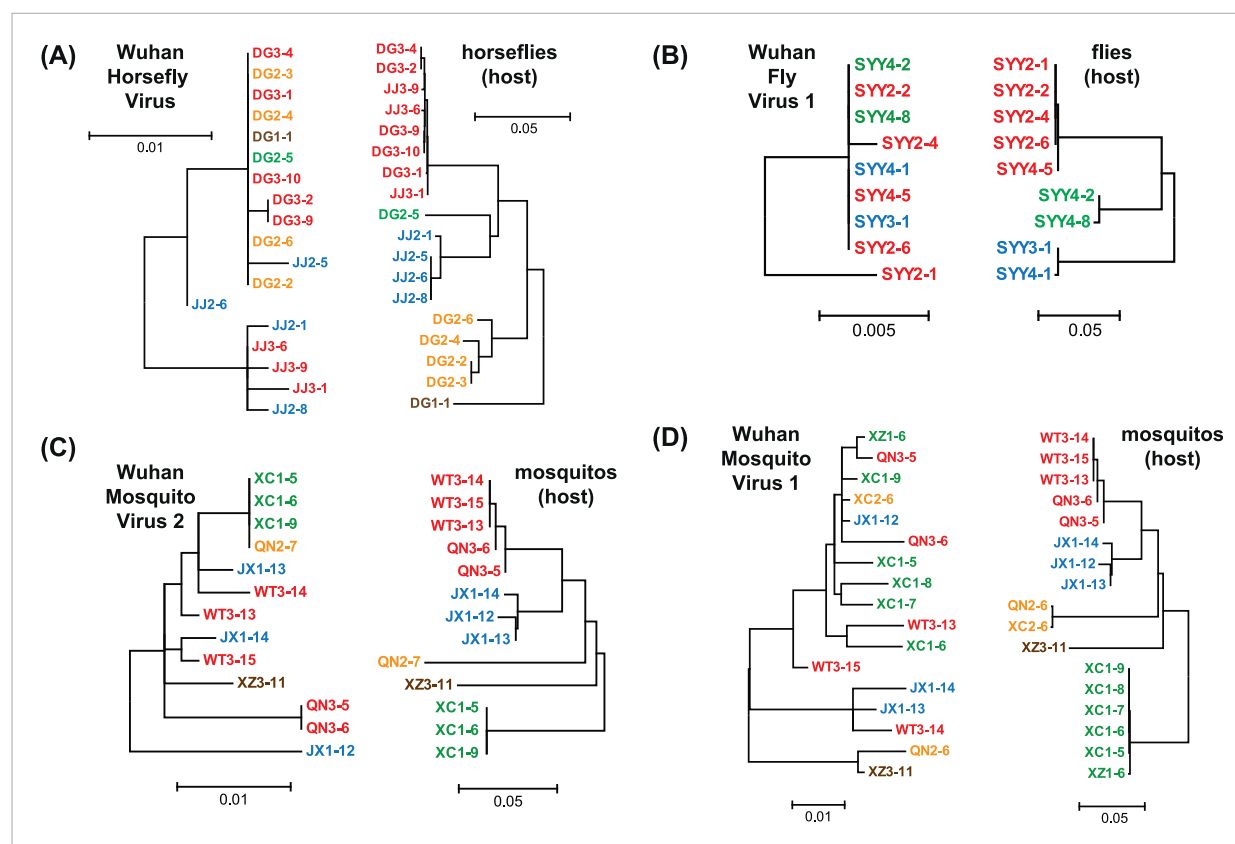 (A)
Wuhan
Horsefly
Virus
0.01
DG3-4
DG2-3
DG3-1
DG2-4
DG1-1
DG2-5
DG3-10
DG3-2
DG3-9
DG2-6
JJ2-5
DG2-2
JJ2-6
JJ2-1
JJ3-6
JJ3-9
JJ3-1
JJ2-8
horseflies
(host)
0.05
DG3-4
DG3-2
JJ3-9
JJ3-6
DG3-9
DG3-10
DG3-1
JJ3-1
DG2-5
JJ2-1
JJ2-5
JJ2-6
JJ2-8
DG2-6
DG2-4
DG2-2
DG2-3
DG1-1
(B)
Wuhan
Fly
Virus 1
SYY4-2
SYY2-2
SYY4-8
SYY2-4
SYY4-1
SYY4-5
SYY3-1
SYY2-6
SYY2-1
0.005
flies
(host)
SYY2-1
SYY2-2
SYY2-4
SYY2-6
SYY4-5
SYY4-2
SYY4-8
SYY3-1
SYY4-1
0.05
(C)
Wuhan
Mosquito
Virus 2
XC1-5
XC1-6
XC1-9
QN2-7
JX1-13
WT3-14
WT3-13
JX1-14
WT3-15
XZ3-11
QN3-5
QN3-6
JX1-12
0.01
mosquitos
(host)
WT3-14
WT3-15
WT3-13
QN3-6
QN3-5
JX1-14
JX1-12
JX1-13
QN2-7
XZ3-11
XC1-5
XC1-6
XC1-9
0.05
(D)
Wuhan
Mosquito
Virus 1
XZ1-6
QN3-5
XC1-9
XC2-6
JX1-12
QN3-6
XC1-5
XC1-8
XC1-7
WT3-13
XC1-6
WT3-15
JX1-14
JX1-13
WT3-14
QN2-6
XZ3-11
0.01
mosquitos
(host)
WT3-14
WT3-15
WT3-13
QN3-6
QN3-5
JX1-14
JX1-12
JX1-13
QN2-6
XC2-6
XZ3-11
XC1-9
XC1-8
XC1-7
XC1-6
XC1-5
XZ1-6
0.05